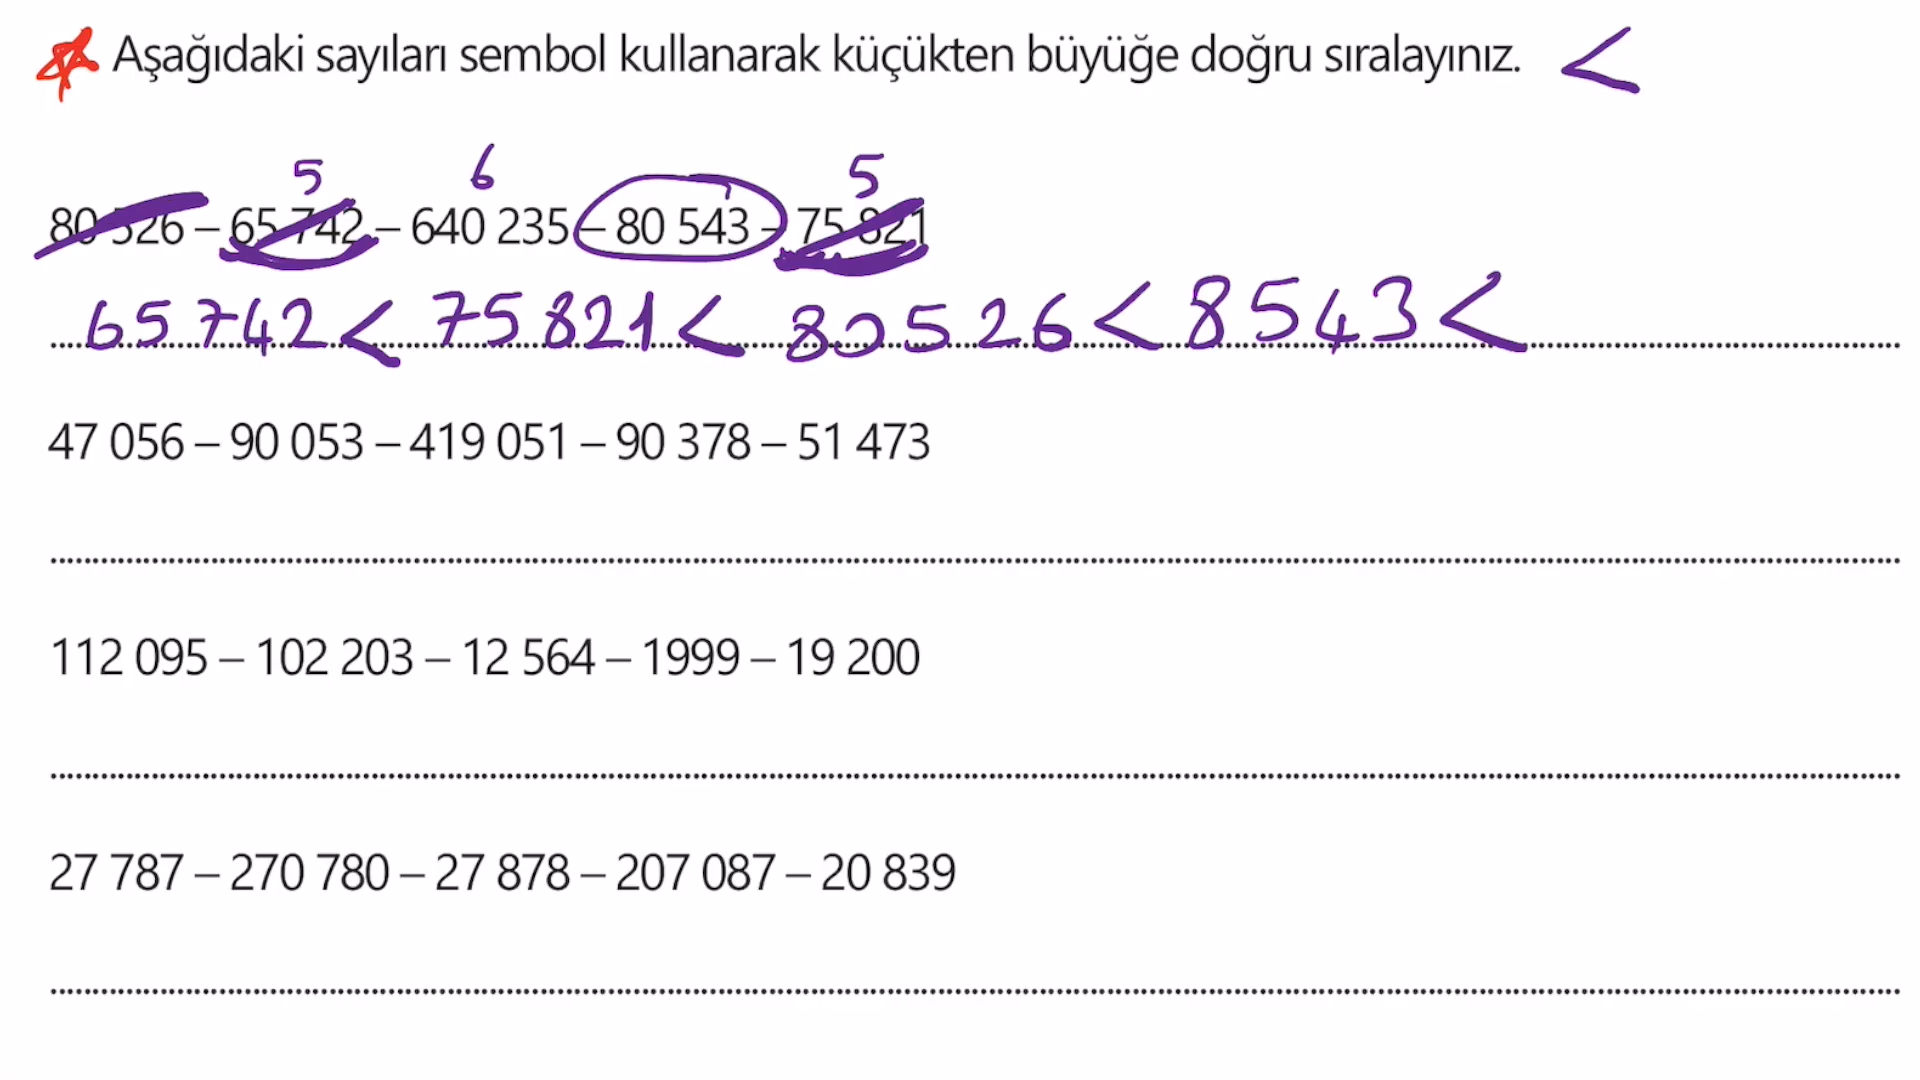 Aşağıdaki sayıları sembol kullanarak küçükten büyüğe doğru sıralayınız. <
5 6 5
80 526 – 65 742 – 640 235 – 80 543 – 75 821
65 742 < 75 821 < 80 526 < 8 543 <
47 056 – 90 053 – 419 051 – 90 378 – 51 473
112 095 – 102 203 – 12 564 – 1999 – 19 200
27 787 – 270 780 – 27 878 – 207 087 – 20 839